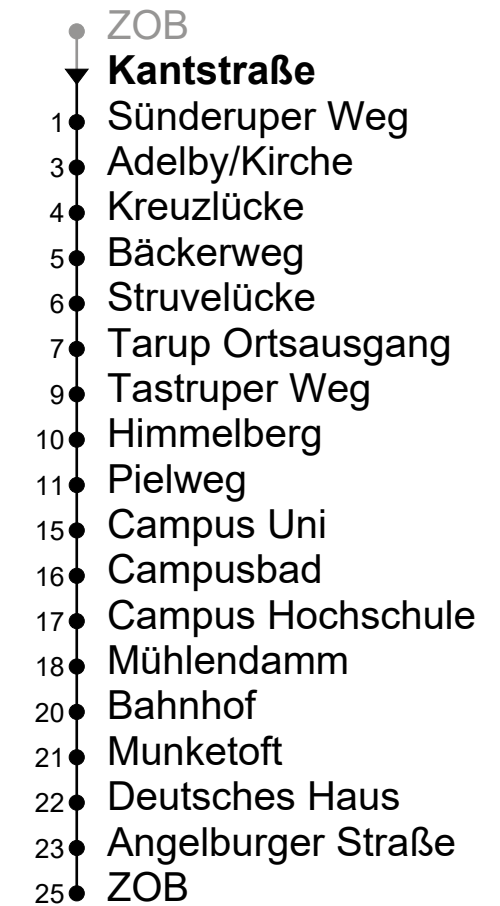 ZOB
Kantstraße
1 Sünderuper Weg
3 Adelby/Kirche
4 Kreuzlücke
5 Bäckerweg
6 Struvelücke
7 Tarup Ortsausgang
9 Tastruper Weg
10 Himmelberg
11 Pielweg
15 Campus Uni
16 Campusbad
17 Campus Hochschule
18 Mühlendamm
20 Bahnhof
21 Munketoft
22 Deutsches Haus
23 Angelburger Straße
25 ZOB